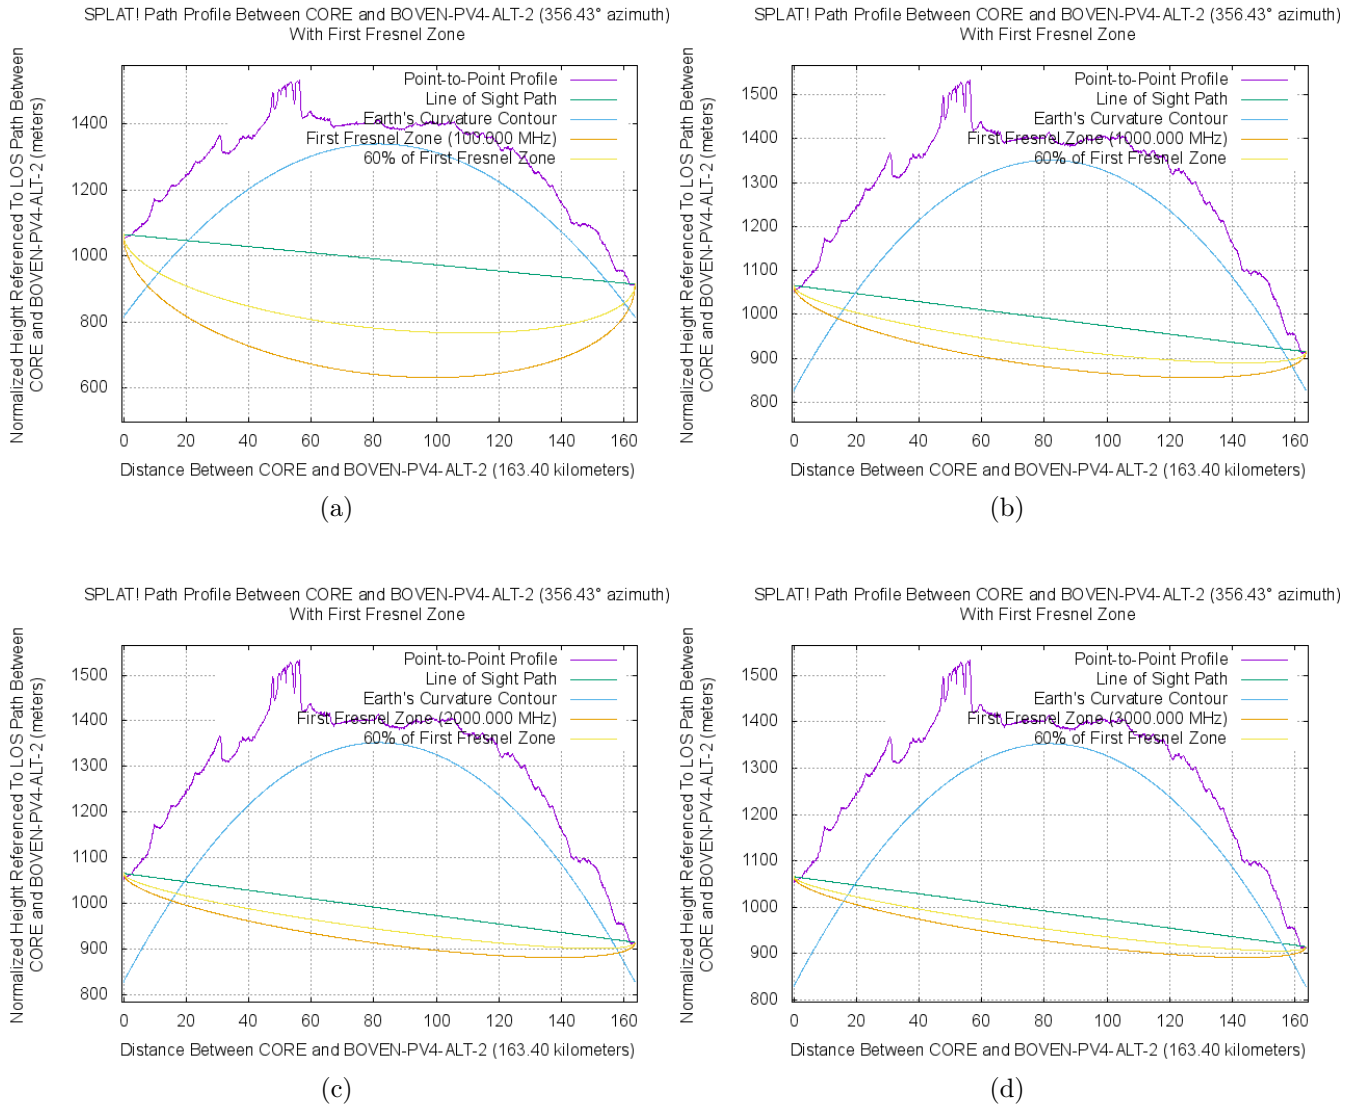 SPLAT! Path Profile Between CORE and BOVEN-PV4-ALT-2 (356.43° azimuth)
With First Fresnel Zone
Normalized Height Referenced To LOS Path Between
CORE and BOVEN-PV4-ALT-2 (meters)
Point-to-Point Profile
Line of Sight Path
Earth's Curvature Contour
First Fresnel Zone (100.000 MHz)
60% of First Fresnel Zone
1400
1200
1000
800
600
0 20 40 60 80 100 120 140 160
Distance Between CORE and BOVEN-PV4-ALT-2 (163.40 kilometers)
(a)
SPLAT! Path Profile Between CORE and BOVEN-PV4-ALT-2 (356.43° azimuth)
With First Fresnel Zone
Normalized Height Referenced To LOS Path Between
CORE and BOVEN-PV4-ALT-2 (meters)
Point-to-Point Profile
Line of Sight Path
Earth's Curvature Contour
First Fresnel Zone (1000.000 MHz)
60% of First Fresnel Zone
1500
1400
1300
1200
1100
1000
900
800
0 20 40 60 80 100 120 140 160
Distance Between CORE and BOVEN-PV4-ALT-2 (163.40 kilometers)
(b)
SPLAT! Path Profile Between CORE and BOVEN-PV4-ALT-2 (356.43° azimuth)
With First Fresnel Zone
Normalized Height Referenced To LOS Path Between
CORE and BOVEN-PV4-ALT-2 (meters)
Point-to-Point Profile
Line of Sight Path
Earth's Curvature Contour
First Fresnel Zone (2000.000 MHz)
60% of First Fresnel Zone
1500
1400
1300
1200
1100
1000
900
800
0 20 40 60 80 100 120 140 160
Distance Between CORE and BOVEN-PV4-ALT-2 (163.40 kilometers)
(c)
SPLAT! Path Profile Between CORE and BOVEN-PV4-ALT-2 (356.43° azimuth)
With First Fresnel Zone
Normalized Height Referenced To LOS Path Between
CORE and BOVEN-PV4-ALT-2 (meters)
Point-to-Point Profile
Line of Sight Path
Earth's Curvature Contour
First Fresnel Zone (3000.000 MHz)
60% of First Fresnel Zone
1500
1400
1300
1200
1100
1000
900
800
0 20 40 60 80 100 120 140 160
Distance Between CORE and BOVEN-PV4-ALT-2 (163.40 kilometers)
(d)